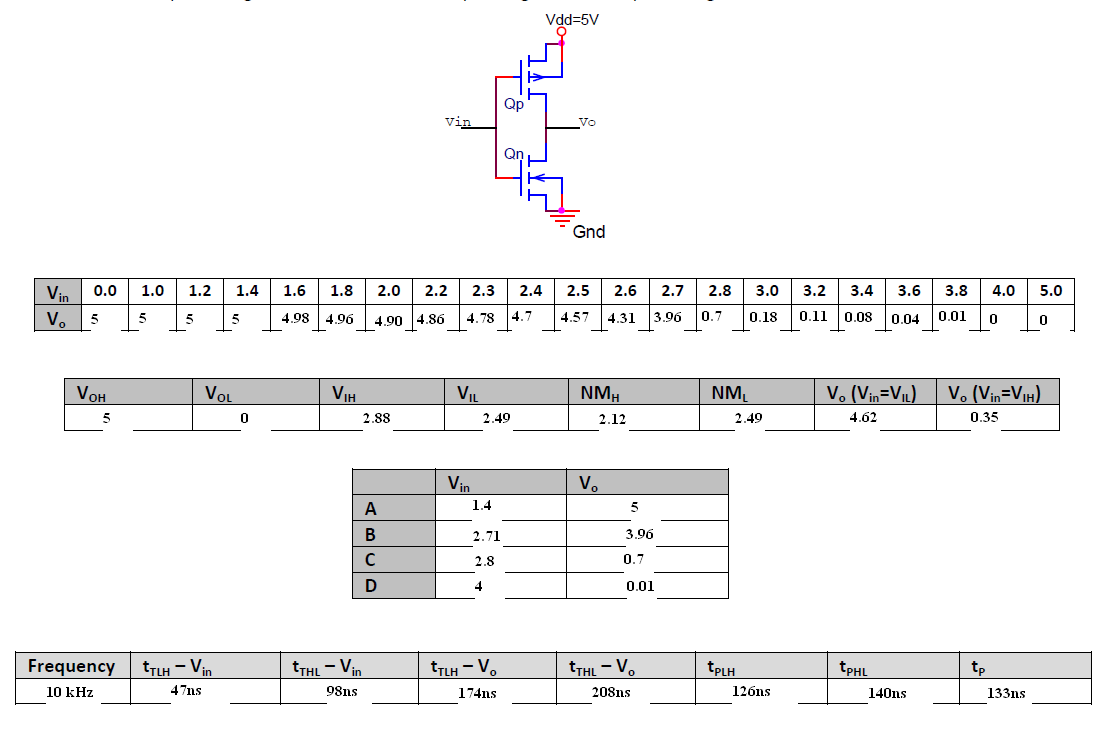 Vdd=5V
Qp
Vin
Vo
Qn
Gnd
Vin 0.0 1.0 1.2 1.4 1.6 1.8 2.0 2.2 2.3 2.4 2.5 2.6 2.7 2.8 3.0 3.2 3.4 3.6 3.8 4.0 5.0
Vo 5 5 5 5 4.98 4.96 4.90 4.86 4.78 4.7 4.57 4.31 3.96 0.7 0.18 0.11 0.08 0.04 0.01 0 0
VOH VOL VIH VIL NMH NML Vo (Vin=VIL) Vo (Vin=VIH)
5 0 2.88 2.49 2.12 2.49 4.62 0.35
Vin Vo
A 1.4 5
B 2.71 3.96
C 2.8 0.7
D 4 0.01
Frequency tTLH – Vin tTHL – Vin tTLH – Vo tTHL – Vo tPLH tPHL tP
10 kHz 47ns 98ns 174ns 208ns 126ns 140ns 133ns